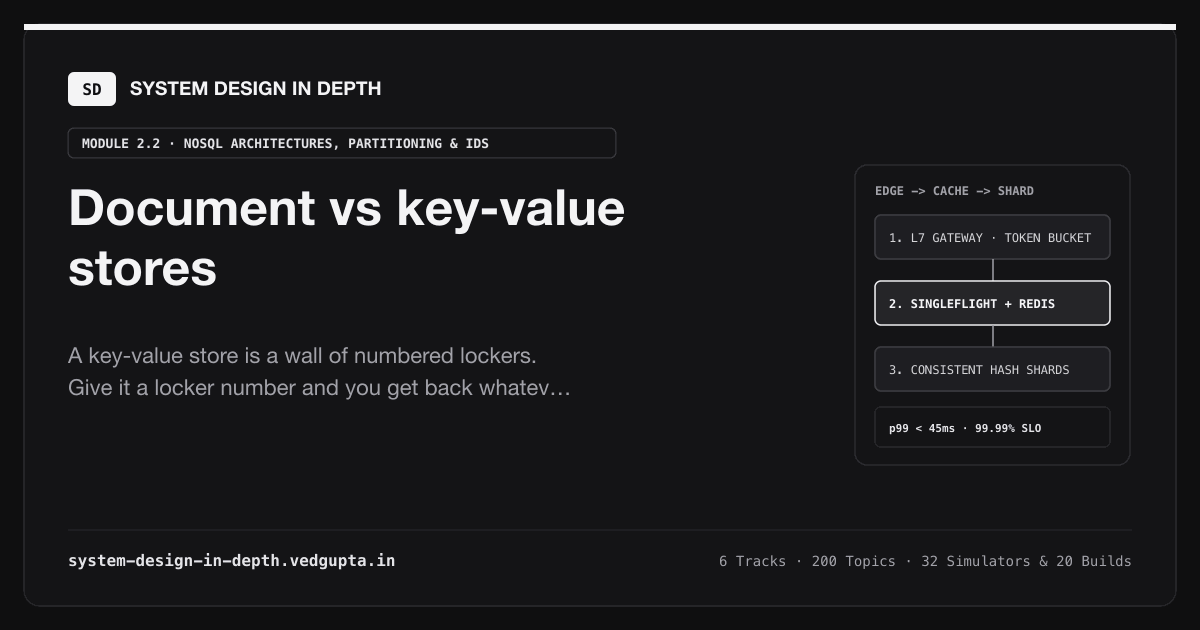 SD SYSTEM DESIGN IN DEPTH
MODULE 2.2 · NOSQL ARCHITECTURES, PARTITIONING & IDS
Document vs key-value
stores
A key-value store is a wall of numbered lockers.
Give it a locker number and you get back whatev…
EDGE —> CACHE —> SHARD
1. L7 GATEWAY · TOKEN BUCKET
2. SINGLEFLIGHT + REDIS
3. CONSISTENT HASH SHARDS
p99 < 45ms · 99.99% SLO
system-design-in-depth.vedgupta.in
6 Tracks · 200 Topics · 32 Simulators & 20 Builds